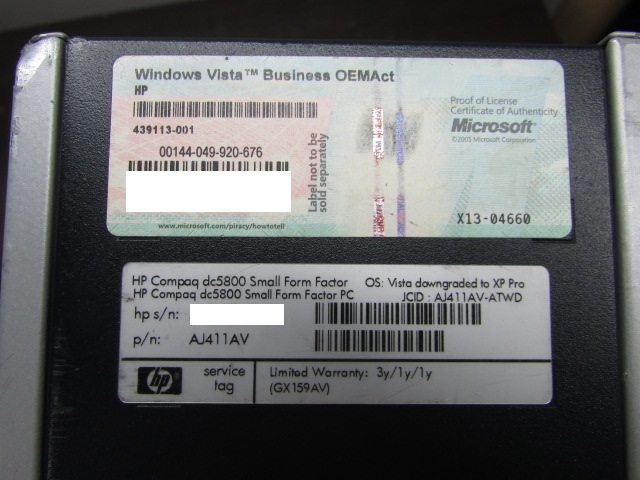 Windows Vista™ Business OEMAct
HP
439113-001
00144-049-920-676
Label not to be
sold separately
www.microsoft.com/piracy/howtotell
Proof of License
Certificate of Authenticity
Microsoft®
©2005 Microsoft Corporation
X13-04660
HP Compaq dc5800 Small Form Factor OS: Vista downgraded to XP Pro
HP Compaq dc5800 Small Form Factor PC JCID : AJ411AV-ATWD
hp s/n:
p/n: AJ411AV
hp
service
tag
Limited Warranty: 3y/1y/1y
(GX159AV)